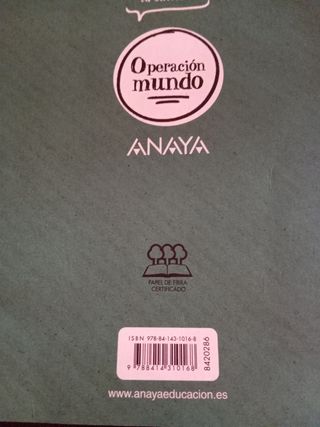 Operación
mundo
ANAYA
PAPEL DE FIBRA
CERTIFICADO
ISBN 978-84-143-1016-8
9 788414 310168
8420286
www.anayaeducacion.es